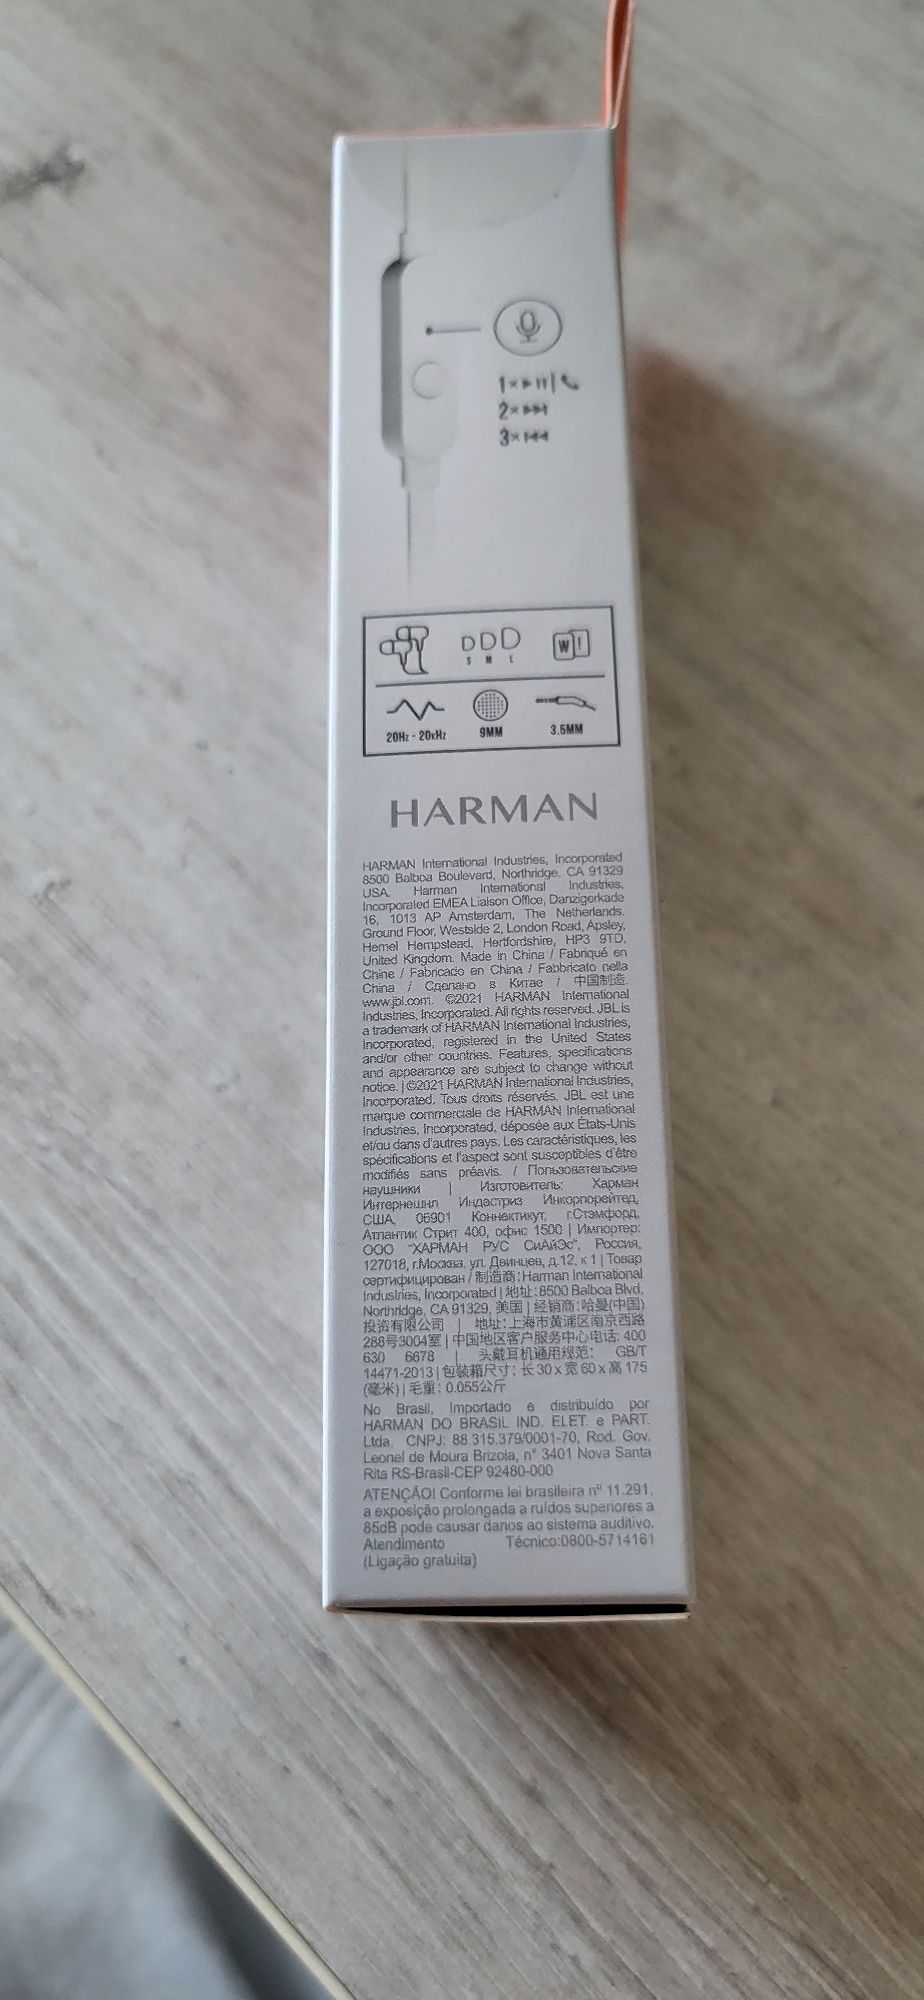 1×
2×
3×
S M L
W !
20Hz - 20kHz 9MM 3.5MM
HARMAN
HARMAN International Industries, Incorporated
8500 Balboa Boulevard, Northridge, CA 91329
USA. Harman International Industries,
Incorporated EMEA Liaison Office, Danzigerkade
16, 1013 AP Amsterdam, The Netherlands.
Ground Floor, Westside 2, London Road, Apsley,
Hemel Hempstead, Hertfordshire, HP3 9TD,
United Kingdom. Made in China / Fabriqué en
Chine / Fabricado en China / Fabbricato nella
China / Сделано в Китае / 中国制造.
www.jbl.com. ©2021 HARMAN International
Industries, Incorporated. All rights reserved. JBL is
a trademark of HARMAN International Industries,
Incorporated, registered in the United States
and/or other countries. Features, specifications
and appearance are subject to change without
notice. | ©2021 HARMAN International Industries,
Incorporated. Tous droits réservés. JBL est une
marque commerciale de HARMAN International
Industries, Incorporated, déposée aux États-Unis
et/ou dans d'autres pays. Les caractéristiques, les
spécifications et l'aspect sont susceptibles d'être
modifiés sans préavis. / Пользовательские
наушники | Изготовитель: Харман
Интернешнл Индастриз Инкорпорейтед,
США, 06901 Коннектикут, г.Стэмфорд,
Атлантик Стрит 400, офис 1500 | Импортер:
ООО "ХАРМАН РУС СиАйЭс", Россия,
127018, г.Москва, ул. Двинцев, д.12, к 1 | Товар
сертифицирован / 制造商: Harman International
Industries, Incorporated | 地址: 8500 Balboa Blvd,
Northridge, CA 91329, 美国 | 经销商: 哈曼(中国)
投资有限公司 | 地址: 上海市黄浦区南京西路
288号3004室 | 中国地区客户服务中心电话: 400
630 6678 | 头戴耳机通用规范: GB/T
14471-2013 | 包装箱尺寸: 长 30 x 宽 60 x 高 175
(毫米) | 毛重: 0.055公斤
No Brasil, Importado e distribuído por
HARMAN DO BRASIL IND. ELET. e PART.
Ltda. CNPJ: 88.315.379/0001-70, Rod. Gov.
Leonel de Moura Brizola, n° 3401 Nova Santa
Rita RS-Brasil-CEP 92480-000
ATENÇÃO! Conforme lei brasileira nº 11.291,
a exposição prolongada a ruídos superiores a
85dB pode causar danos ao sistema auditivo.
Atendimento Técnico:0800-5714161
(Ligação gratuita)